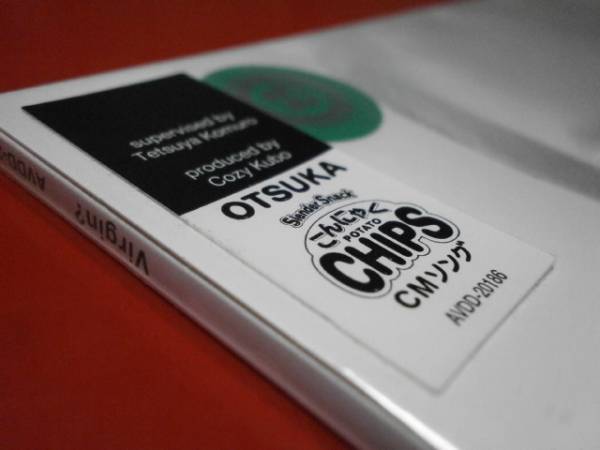 supervised by
Tetsuya Komuro
produced by
Cozy Kubo
OTSUKA
Slender Snack
こんにゃく
POTATO
CHIPS
CMソング
AVDD-20186
Virgin?